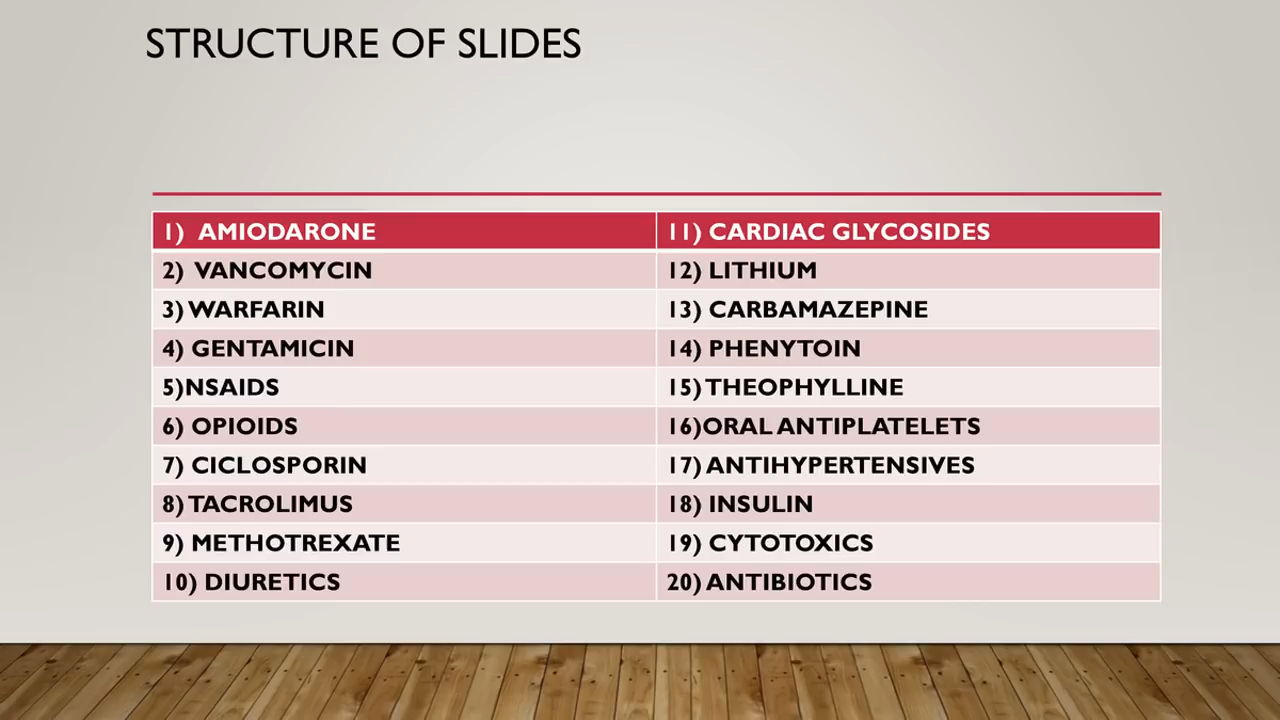 STRUCTURE OF SLIDES
1) AMIODARONE
11) CARDIAC GLYCOSIDES
2) VANCOMYCIN
12) LITHIUM
3) WARFARIN
13) CARBAMAZEPINE
4) GENTAMICIN
14) PHENYTOIN
5)NSAIDS
15) THEOPHYLLINE
6) OPIOIDS
16)ORAL ANTIPLATELETS
7) CICLOSPORIN
17) ANTIHYPERTENSIVES
8) TACROLIMUS
18) INSULIN
9) METHOTREXATE
19) CYTOTOXICS
10) DIURETICS
20) ANTIBIOTICS